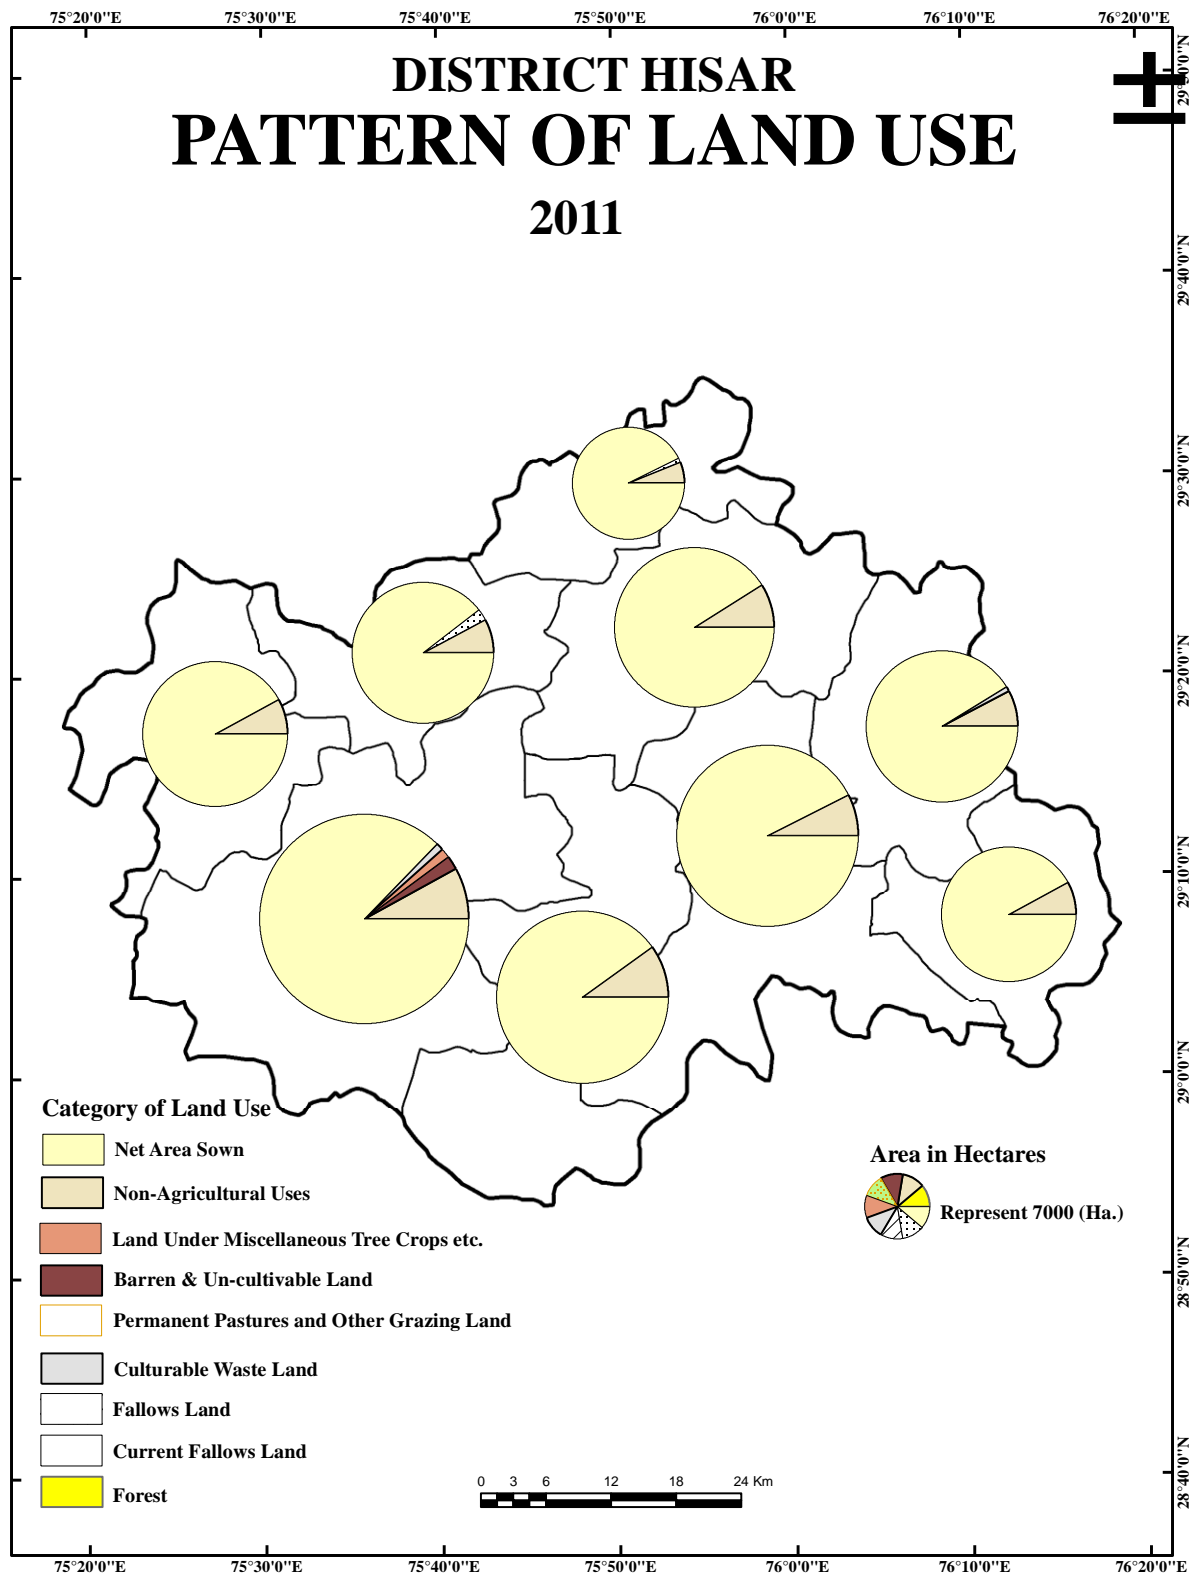 75°20'0"E 75°30'0"E 75°40'0"E 75°50'0"E 76°0'0"E 76°10'0"E 76°20'0"E
DISTRICT HISAR
PATTERN OF LAND USE
2011
29°40'0"N
29°30'0"N
29°20'0"N
29°10'0"N
29°0'0"N
28°50'0"N
28°40'0"N
Category of Land Use
Net Area Sown
Non-Agricultural Uses
Land Under Miscellaneous Tree Crops etc.
Barren & Un-cultivable Land
Permanent Pastures and Other Grazing Land
Culturable Waste Land
Fallows Land
Current Fallows Land
Forest
Area in Hectares
Represent 7000 (Ha.)
0 3 6 12 18 24 Km
75°20'0"E 75°30'0"E 75°40'0"E 75°50'0"E 76°0'0"E 76°10'0"E 76°20'0"E